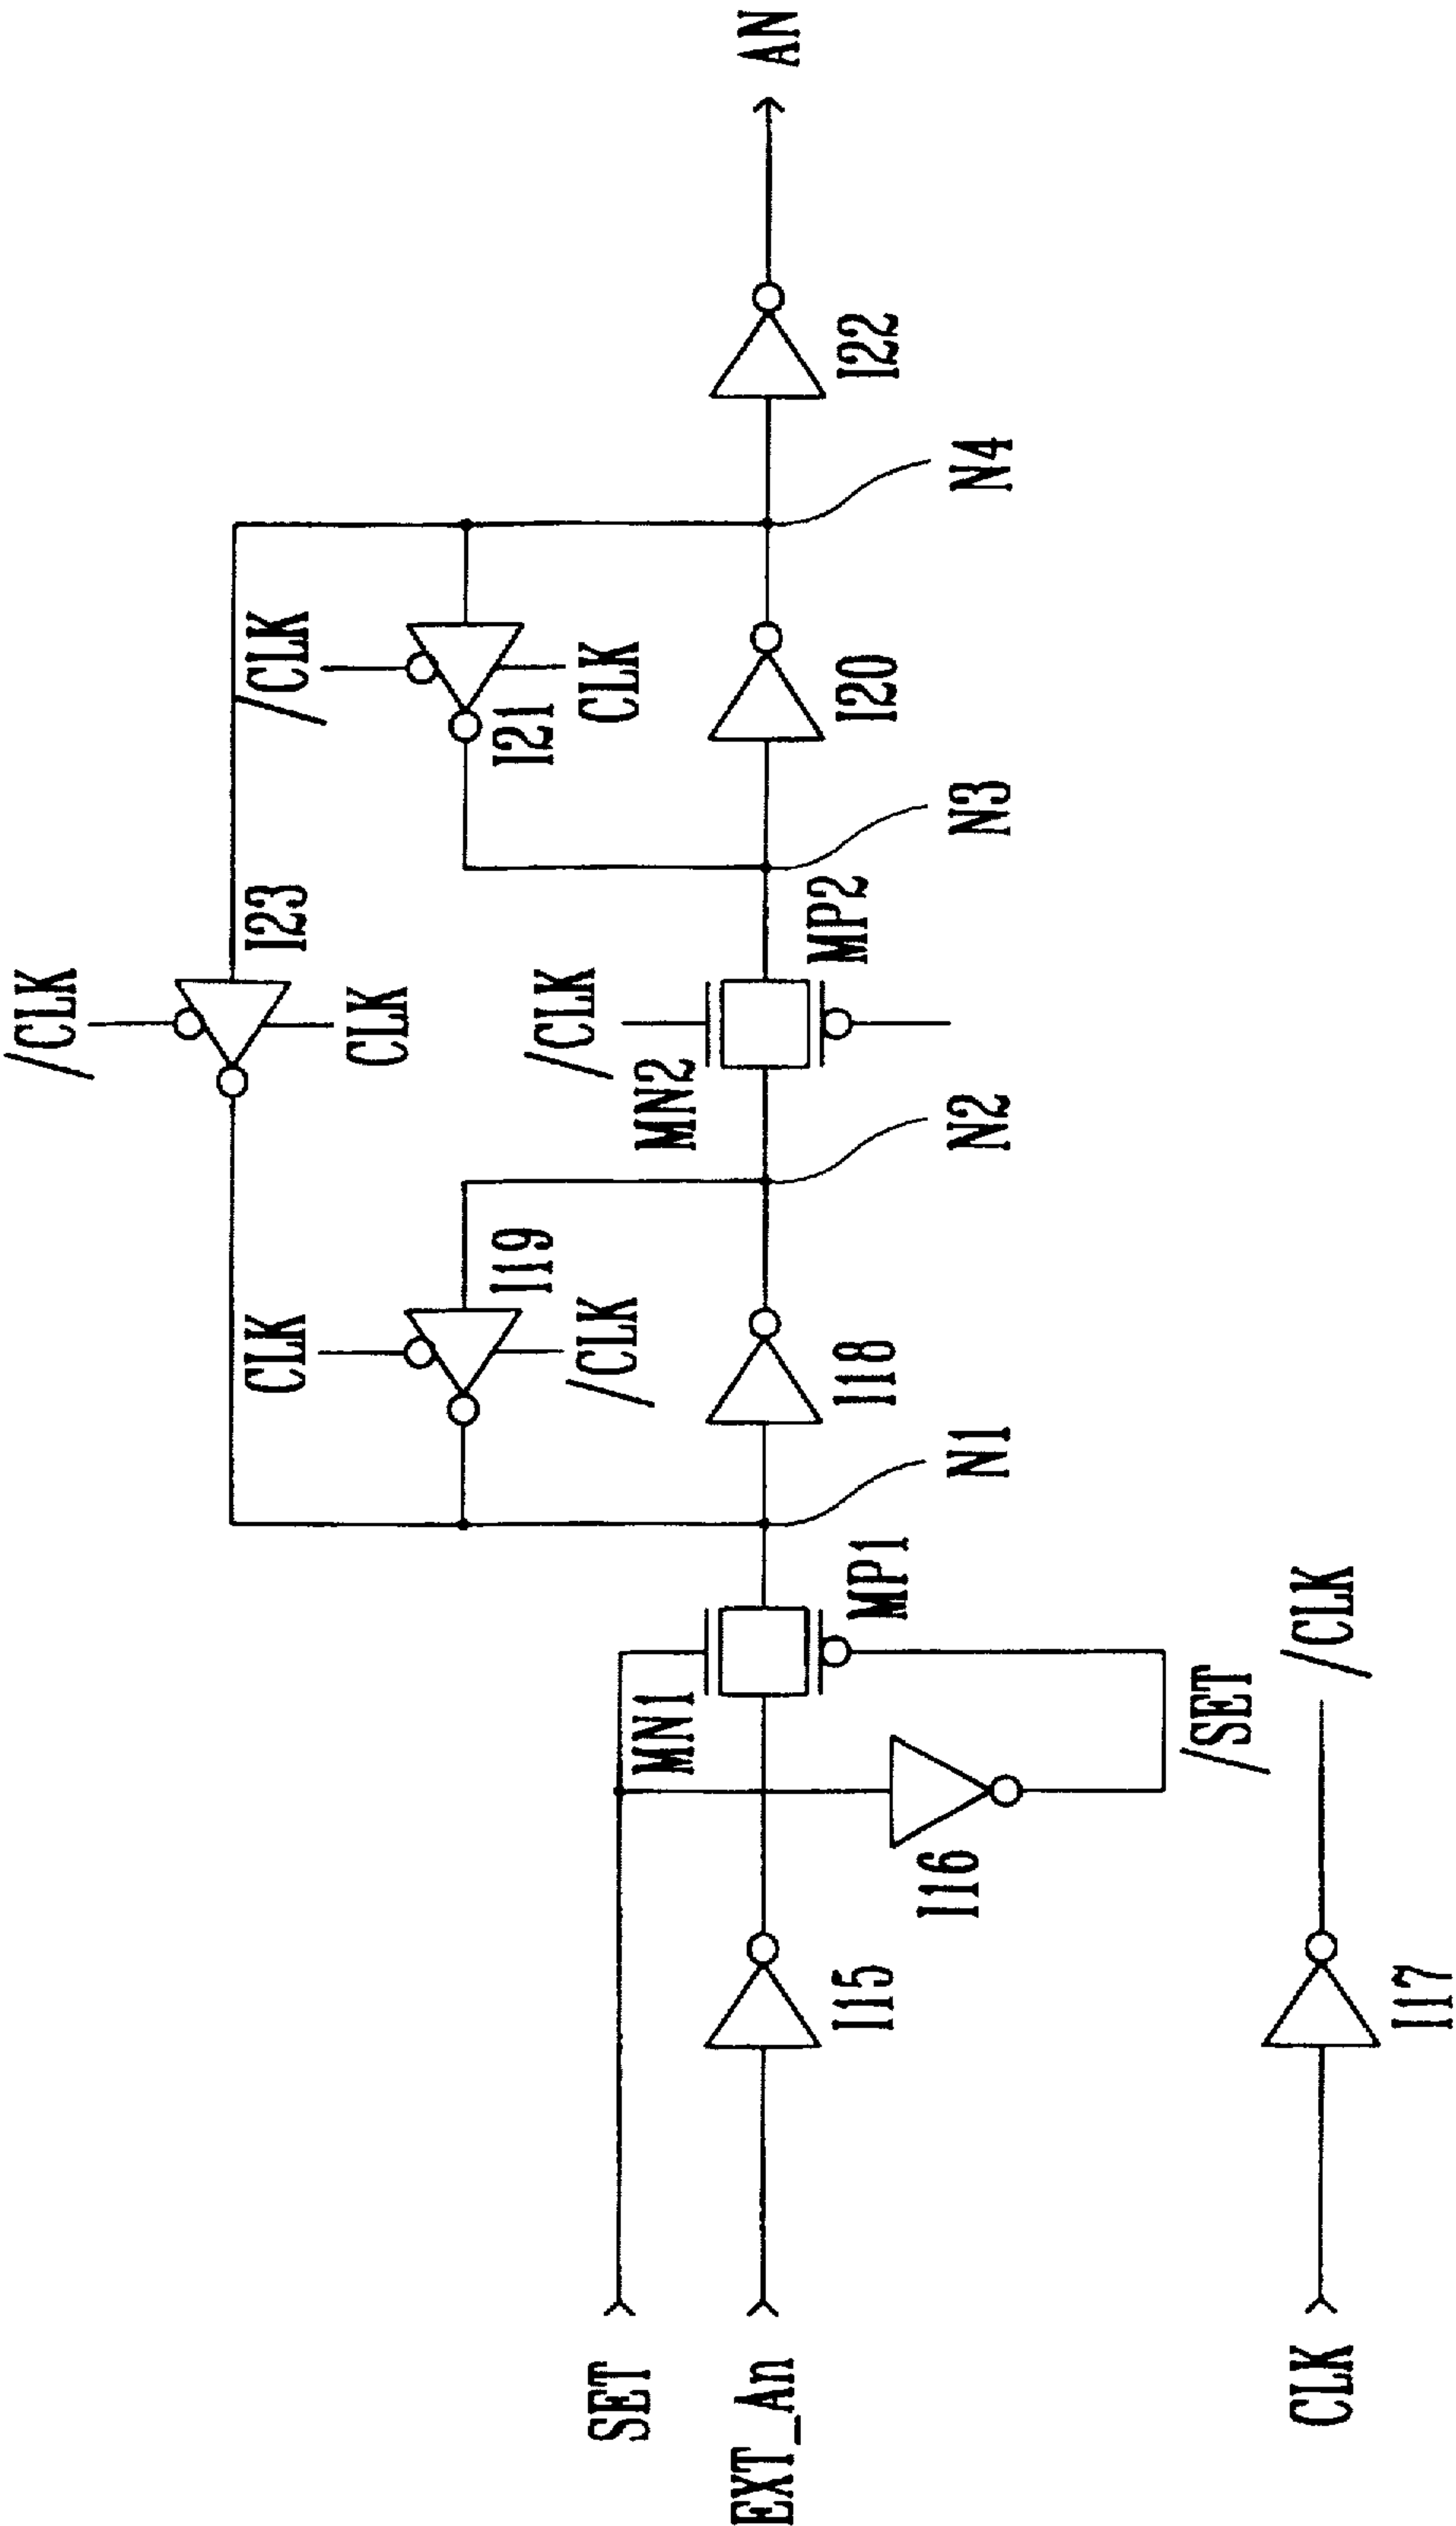 /CLK
I23
CLK
/CLK
CLK
I19
/CLK
I21
CLK
/CLK
SET
MN1
MN2
EXT_An
I15
MP1
I18
MP2
I20
I22
AN
I16
N1
N2
N3
N4
/SET
CLK
I17
/CLK